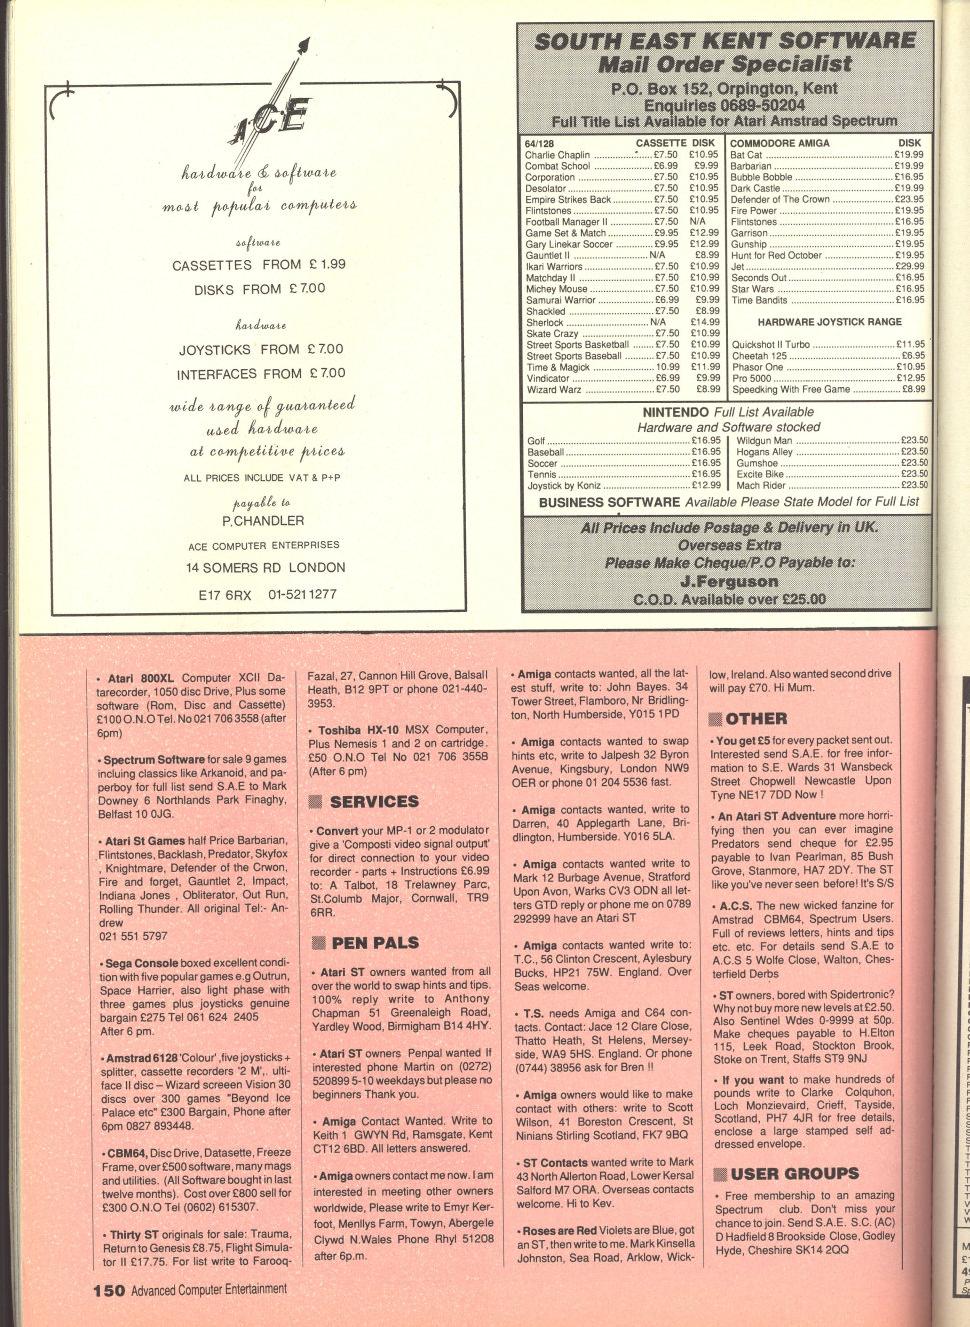 ACE
hardware & software
for
most popular computers
software
CASSETTES FROM £1.99
DISKS FROM £7.00
hardware
JOYSTICKS FROM £7.00
INTERFACES FROM £7.00
wide range of guaranteed
used hardware
at competitive prices
ALL PRICES INCLUDE VAT & P+P
payable to
P.CHANDLER
ACE COMPUTER ENTERPRISES
14 SOMERS RD LONDON
E17 6RX 01-521 1277
SOUTH EAST KENT SOFTWARE
Mail Order Specialist
P.O. Box 152, Orpington, Kent
Enquiries 0689-50204
Full Title List Available for Atari Amstrad Spectrum
64/128 CASSETTE DISK
Charlie Chaplin £7.50 £10.95
Combat School £6.99 £9.99
Corporation £7.50 £10.95
Desolator £7.50 £10.95
Empire Strikes Back £7.50 £10.95
Flintstones £7.50 £10.95
Football Manager II £7.50 N/A
Game Set & Match £9.95 £12.99
Gary Linekar Soccer £9.95 £12.99
Gauntlet II N/A £8.99
Ikari Warriors £7.50 £10.99
Matchday II £7.50 £10.99
Michey Mouse £7.50 £10.99
Samurai Warrior £6.99 £9.99
Shackled £7.50 £8.99
Sherlock N/A £14.99
Skate Crazy £7.50 £10.99
Street Sports Basketball £7.50 £10.99
Street Sports Baseball £7.50 £10.99
Time & Magick 10.99 £11.99
Vindicator £6.99 £9.99
Wizard Warz £7.50 £8.99
COMMODORE AMIGA DISK
Bat Cat £19.99
Barbarian £19.99
Bubble Bobble £16.95
Dark Castle £19.99
Defender of The Crown £23.95
Fire Power £19.95
Flintstones £16.95
Garrison £19.95
Gunship £19.95
Hunt for Red October £19.95
Jet £29.99
Seconds Out £16.95
Star Wars £16.95
Time Bandits £16.95
HARDWARE JOYSTICK RANGE
Quickshot II Turbo £11.95
Cheetah 125 £6.95
Phasor One £10.95
Pro 5000 £12.95
Speedking With Free Game £8.99
NINTENDO Full List Available
Hardware and Software stocked
Golf £16.95
Baseball £16.95
Soccer £16.95
Tennis £16.95
Joystick by Koniz £12.99
Wildgun Man £23.50
Hogans Alley £23.50
Gumshoe £23.50
Excite Bike £23.50
Mach Rider £23.50
BUSINESS SOFTWARE Available Please State Model for Full List
All Prices Include Postage & Delivery in UK.
Overseas Extra
Please Make Cheque/P.O Payable to:
J.Ferguson
C.O.D. Available over £25.00
• Atari 800XL Computer XCII Da-
tarecorder, 1050 disc Drive, Plus some
software (Rom, Disc and Cassette)
£100 O.N.O Tel. No 021 706 3558 (after
6pm)
• Spectrum Software for sale 9 games
incluing classics like Arkanoid, and pa-
perboy for full list send S.A.E to Mark
Downey 6 Northlands Park Finaghy,
Belfast 10 0JG.
• Atari St Games half Price Barbarian,
Flintstones, Backlash, Predator, Skyfox
, Knightmare, Defender of the Crwon,
Fire and forget, Gauntlet 2, Impact,
Indiana Jones , Obliterator, Out Run,
Rolling Thunder. All original Tel:- An-
drew
021 551 5797
• Sega Console boxed excellent condi-
tion with five popular games e.g Outrun,
Space Harrier, also light phase with
three games plus joysticks genuine
bargain £275 Tel 061 624 2405
After 6 pm.
• Amstrad 6128 'Colour' ,five joysticks +
splitter, cassette recorders '2 M',. ulti-
face II disc – Wizard screeen Vision 30
discs over 300 games "Beyond Ice
Palace etc" £300 Bargain, Phone after
6pm 0827 893448.
• CBM64, Disc Drive, Datasette, Freeze
Frame, over £500 software, many mags
and utilities. (All Software bought in last
twelve months). Cost over £800 sell for
£300 O.N.O Tel (0602) 615307.
• Thirty ST originals for sale: Trauma,
Return to Genesis £8.75, Flight Simula-
tor II £17.75. For list write to Farooq-
Fazal, 27, Cannon Hill Grove, Balsall
Heath, B12 9PT or phone 021-440-
3953.
• Toshiba HX-10 MSX Computer,
Plus Nemesis 1 and 2 on cartridge.
£50 O.N.O Tel No 021 706 3558
(After 6 pm)
SERVICES
• Convert your MP-1 or 2 modulator
give a 'Composti video signal output'
for direct connection to your video
recorder - parts + Instructions £6.99
to: A Talbot, 18 Trelawney Parc,
St.Columb Major, Cornwall, TR9
6RR.
PEN PALS
• Atari ST owners wanted from all
over the world to swap hints and tips.
100% reply write to Anthony
Chapman 51 Greenaleigh Road,
Yardley Wood, Birmigham B14 4HY.
• Atari ST owners Penpal wanted If
interested phone Martin on (0272)
520899 5-10 weekdays but please no
beginners Thank you.
• Amiga Contact Wanted. Write to
Keith 1 GWYN Rd, Ramsgate, Kent
CT12 6BD. All letters answered.
• Amiga owners contact me now. I am
interested in meeting other owners
worldwide, Please write to Emyr Ker-
foot, Menllys Farm, Towyn, Abergele
Clywd N.Wales Phone Rhyl 51208
after 6p.m.
• Amiga contacts wanted, all the lat-
est stuff, write to: John Bayes. 34
Tower Street, Flamboro, Nr Bridling-
ton, North Humberside, Y015 1PD
• Amiga contacts wanted to swap
hints etc, write to Jalpesh 32 Byron
Avenue, Kingsbury, London NW9
OER or phone 01 204 5536 fast.
• Amiga contacts wanted, write to
Darren, 40 Applegarth Lane, Bri-
dlington, Humberside. Y016 5LA.
• Amiga contacts wanted write to
Mark 12 Burbage Avenue, Stratford
Upon Avon, Warks CV3 ODN all let-
ters GTD reply or phone me on 0789
292999 have an Atari ST
• Amiga contacts wanted write to:
T.C., 56 Clinton Crescent, Aylesbury
Bucks, HP21 75W. England. Over
Seas welcome.
• T.S. needs Amiga and C64 con-
tacts. Contact: Jace 12 Clare Close,
Thatto Heath, St Helens, Mersey-
side, WA9 5HS. England. Or phone
(0744) 38956 ask for Bren !!
• Amiga owners would like to make
contact with others: write to Scott
Wilson, 41 Boreston Crescent, St
Ninians Stirling Scotland, FK7 9BQ
• ST Contacts wanted write to Mark
43 North Allerton Road, Lower Kersal
Salford M7 ORA. Overseas contacts
welcome. Hi to Kev.
• Roses are Red Violets are Blue, got
an ST, then write to me. Mark Kinsella
Johnston, Sea Road, Arklow, Wick-
low, Ireland. Also wanted second drive
will pay £70. Hi Mum.
OTHER
• You get £5 for every packet sent out.
Interested send S.A.E. for free infor-
mation to S.E. Wards 31 Wansbeck
Street Chopwell Newcastle Upon
Tyne NE17 7DD Now !
• An Atari ST Adventure more horri-
fying then you can ever imagine
Predators send cheque for £2.95
payable to Ivan Pearlman, 85 Bush
Grove, Stanmore, HA7 2DY. The ST
like you've never seen before! It's S/S
• A.C.S. The new wicked fanzine for
Amstrad CBM64, Spectrum Users.
Full of reviews letters, hints and tips
etc. etc. For details send S.A.E to
A.C.S 5 Wolfe Close, Walton, Ches-
terfield Derbs
• ST owners, bored with Spidertronic?
Why not buy more new levels at £2.50.
Also Sentinel Wdes 0-9999 at 50p.
Make cheques payable to H.Elton
115, Leek Road, Stockton Brook,
Stoke on Trent, Staffs ST9 9NJ
• If you want to make hundreds of
pounds write to Clarke Colquhon,
Loch Monzievaird, Crieff, Tayside,
Scotland, PH7 4JR for free details,
enclose a large stamped self ad-
dressed envelope.
USER GROUPS
• Free membership to an amazing
Spectrum club. Don't miss your
chance to join. Send S.A.E. S.C. (AC)
D Hadfield 8 Brookside Close, Godley
Hyde, Cheshire SK14 2QQ
150 Advanced Computer Entertainment